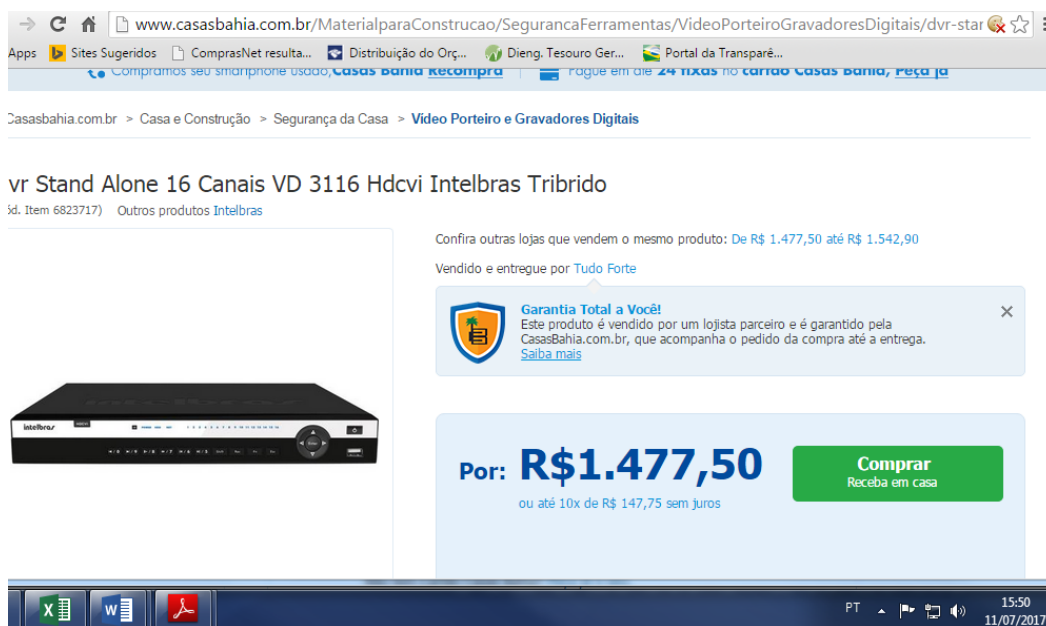 www.casasbahia.com.br/MaterialparaConstrucao/SegurancaFerramentas/VideoPorteiroGravadoresDigitais/dvr-star
Apps Sites Sugeridos ComprasNet resulta... Distribuição do Orç... Dieng. Tesouro Ger... Portal da Transparê...
Compramos seu smartphone usado, Casas Bahia Recompra Pague em até 24 fixas no cartão Casas Bahia, Peça já
Casasbahia.com.br > Casa e Construção > Segurança da Casa > Vídeo Porteiro e Gravadores Digitais
vr Stand Alone 16 Canais VD 3116 Hdcvi Intelbras Tribrido
ód. Item 6823717) Outros produtos Intelbras
Confira outras lojas que vendem o mesmo produto: De R$ 1.477,50 até R$ 1.542,90
Vendido e entregue por Tudo Forte
Garantia Total a Você!
Este produto é vendido por um lojista parceiro e é garantido pela
CasasBahia.com.br, que acompanha o pedido da compra até a entrega.
Saiba mais
intelbras
Por: R$1.477,50
ou até 10x de R$ 147,75 sem juros
Comprar
Receba em casa
PT
15:50
11/07/2017